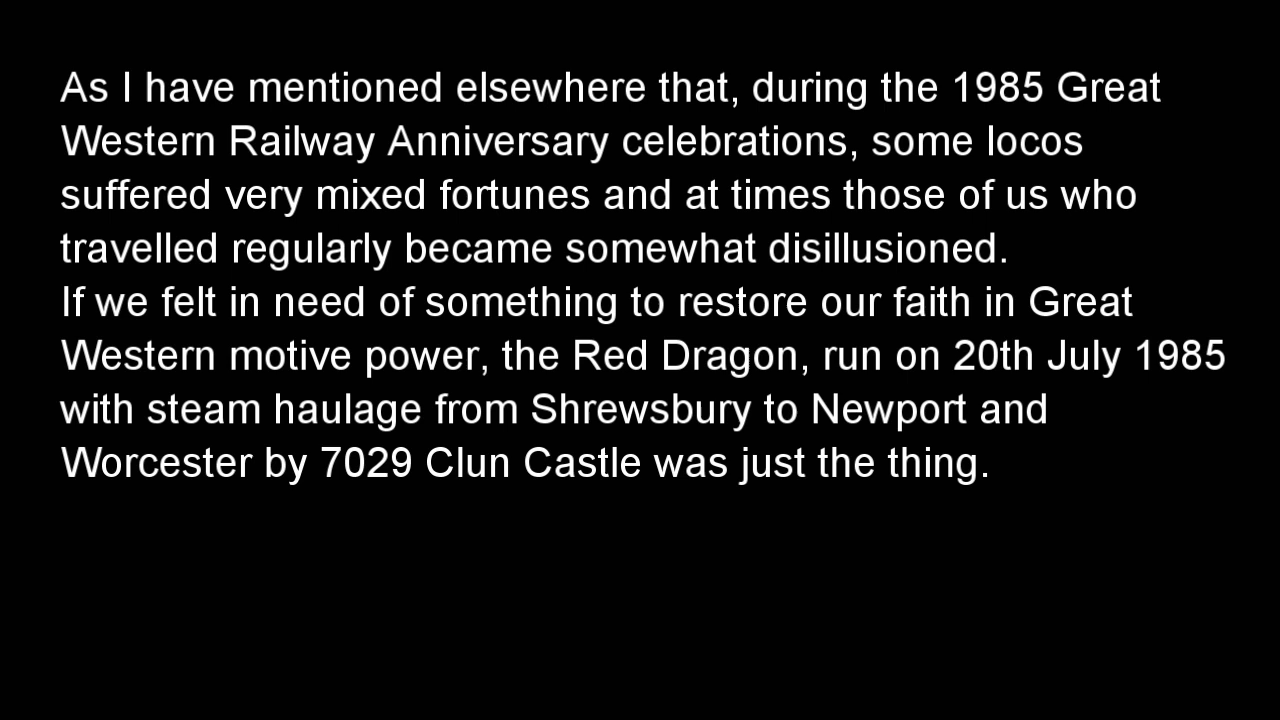 As I have mentioned elsewhere that, during the 1985 Great
Western Railway Anniversary celebrations, some locos
suffered very mixed fortunes and at times those of us who
travelled regularly became somewhat disillusioned.
If we felt in need of something to restore our faith in Great
Western motive power, the Red Dragon, run on 20th July 1985
with steam haulage from Shrewsbury to Newport and
Worcester by 7029 Clun Castle was just the thing.